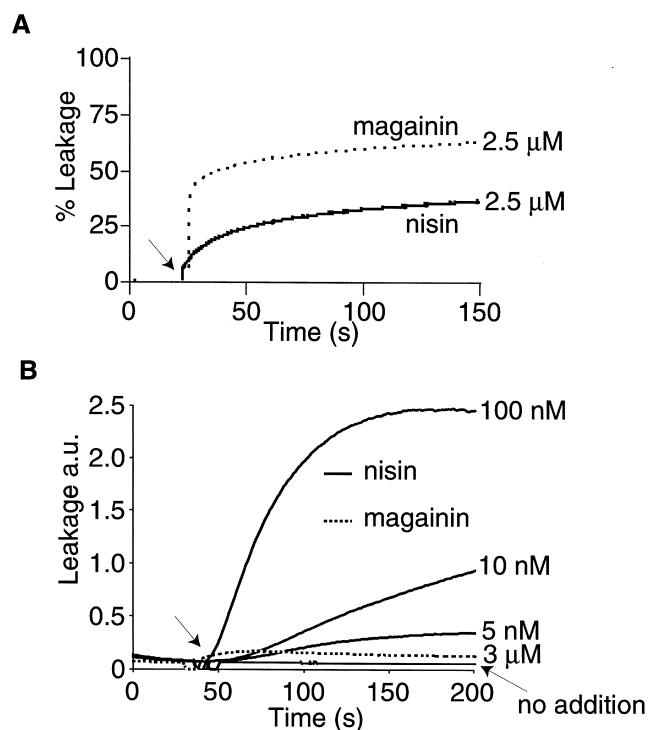 A
100
75
50
25
0
% Leakage
magainin
2.5 µM
2.5 µM
nisin
0
50
100
150
Time (s)
B
2.5
2.0
1.5
1.0
0.5
0
Leakage a.u.
100 nM
nisin
magainin
10 nM
5 nM
3 µM
0
50
100
150
200
no addition
Time (s)